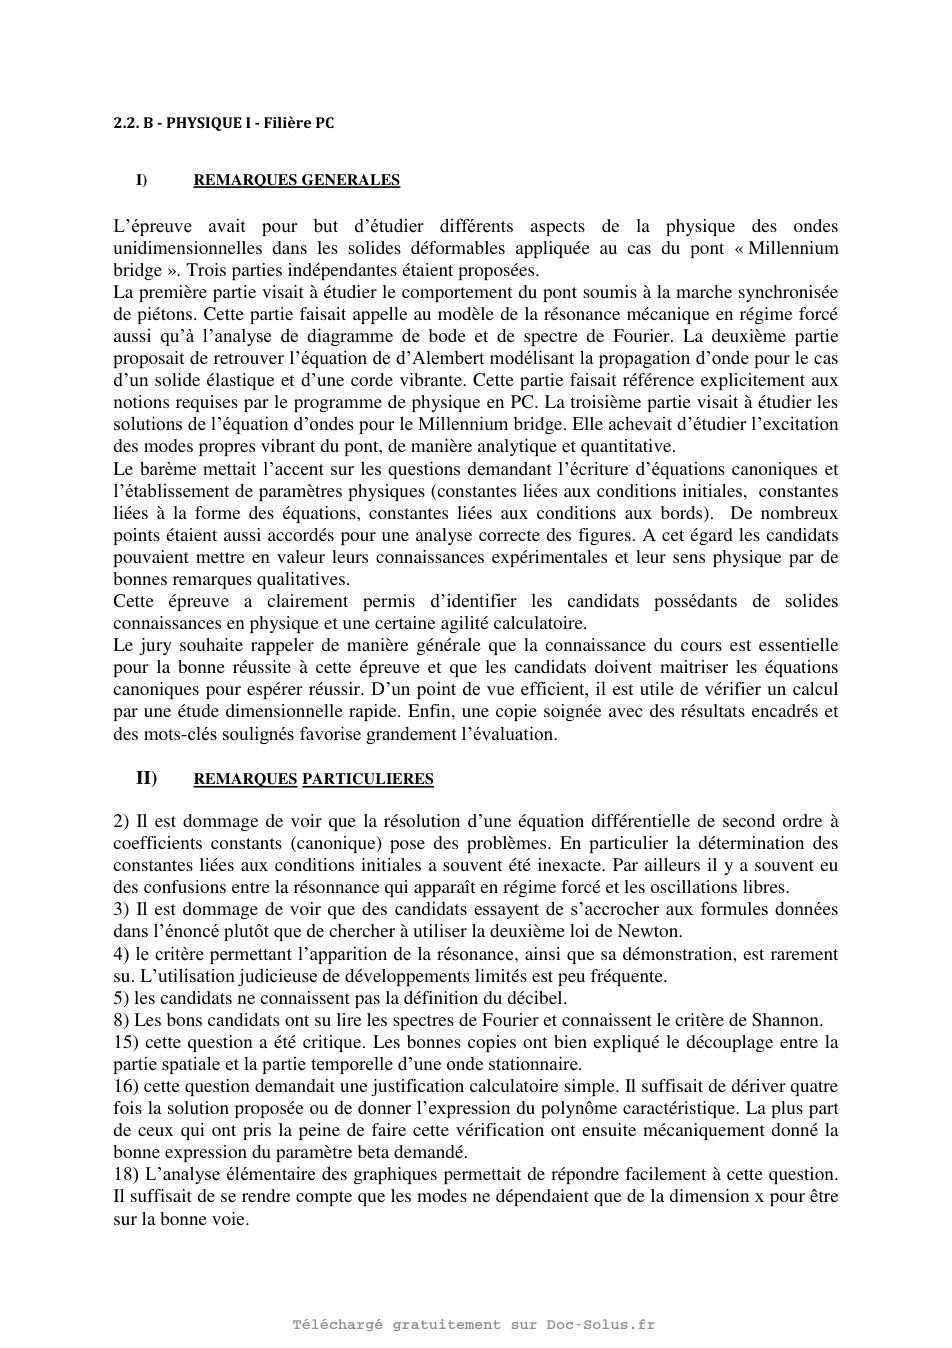 2.2. B - PHYSIQUE I - Filière PC
I) REMARQUES GENERALES
L’épreuve avait pour but d’étudier différents aspects de la physique des ondes
unidimensionnelles dans les solides déformables appliquée au cas du pont « Millennium
bridge ». Trois parties indépendantes étaient proposées.
La première partie visait à étudier le comportement du pont soumis à la marche synchronisée
de piétons. Cette partie faisait appelle au modèle de la résonance mécanique en régime forcé
aussi qu’à l’analyse de diagramme de bode et de spectre de Fourier. La deuxième partie
proposait de retrouver l’équation de d’Alembert modélisant la propagation d’onde pour le cas
d’un solide élastique et d’une corde vibrante. Cette partie faisait référence explicitement aux
notions requises par le programme de physique en PC. La troisième partie visait à étudier les
solutions de l’équation d’ondes pour le Millennium bridge. Elle achevait d’étudier l’excitation
des modes propres vibrant du pont, de manière analytique et quantitative.
Le barème mettait l’accent sur les questions demandant l’écriture d’équations canoniques et
l’établissement de paramètres physiques (constantes liées aux conditions initiales, constantes
liées à la forme des équations, constantes liées aux conditions aux bords). De nombreux
points étaient aussi accordés pour une analyse correcte des figures. A cet égard les candidats
pouvaient mettre en valeur leurs connaissances expérimentales et leur sens physique par de
bonnes remarques qualitatives.
Cette épreuve a clairement permis d’identifier les candidats possédants de solides
connaissances en physique et une certaine agilité calculatoire.
Le jury souhaite rappeler de manière générale que la connaissance du cours est essentielle
pour la bonne réussite à cette épreuve et que les candidats doivent maitriser les équations
canoniques pour espérer réussir. D’un point de vue efficient, il est utile de vérifier un calcul
par une étude dimensionnelle rapide. Enfin, une copie soignée avec des résultats encadrés et
des mots-clés soulignés favorise grandement l’évaluation.
II) REMARQUES PARTICULIERES
2) Il est dommage de voir que la résolution d’une équation différentielle de second ordre à
coefficients constants (canonique) pose des problèmes. En particulier la détermination des
constantes liées aux conditions initiales a souvent été inexacte. Par ailleurs il y a souvent eu
des confusions entre la résonnance qui apparaît en régime forcé et les oscillations libres.
3) Il est dommage de voir que des candidats essayent de s’accrocher aux formules données
dans l’énoncé plutôt que de chercher à utiliser la deuxième loi de Newton.
4) le critère permettant l’apparition de la résonance, ainsi que sa démonstration, est rarement
su. L’utilisation judicieuse de développements limités est peu fréquente.
5) les candidats ne connaissent pas la définition du décibel.
8) Les bons candidats ont su lire les spectres de Fourier et connaissent le critère de Shannon.
15) cette question a été critique. Les bonnes copies ont bien expliqué le découplage entre la
partie spatiale et la partie temporelle d’une onde stationnaire.
16) cette question demandait une justification calculatoire simple. Il suffisait de dériver quatre
fois la solution proposée ou de donner l’expression du polynôme caractéristique. La plus part
de ceux qui ont pris la peine de faire cette vérification ont ensuite mécaniquement donné la
bonne expression du paramètre beta demandé.
18) L’analyse élémentaire des graphiques permettait de répondre facilement à cette question.
Il suffisait de se rendre compte que les modes ne dépendaient que de la dimension x pour être
sur la bonne voie.
Téléchargé gratuitement sur Doc-Solus.fr